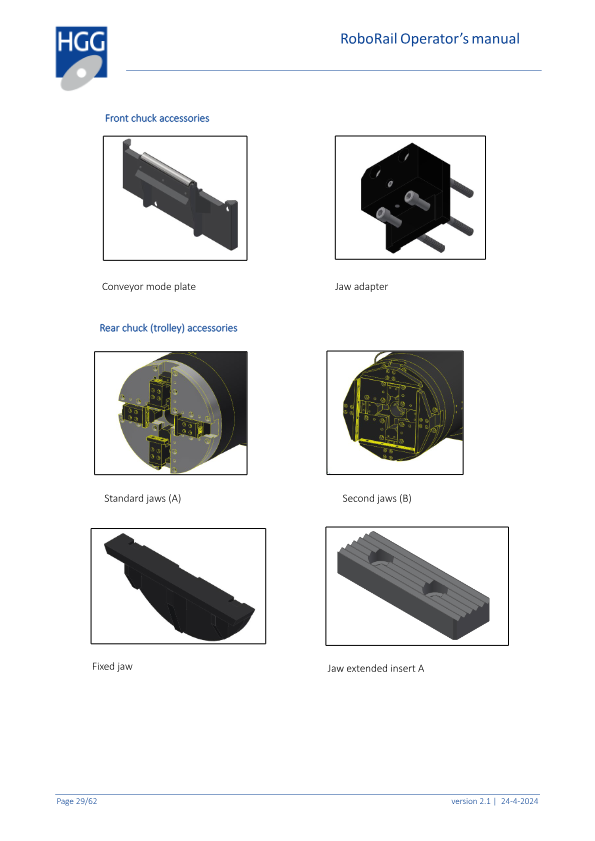 HGG
RoboRail Operator's manual
Front chuck accessories
Conveyor mode plate
Jaw adapter
Rear chuck (trolley) accessories
Standard jaws (A)
Second jaws (B)
Fixed jaw
Jaw extended insert A
Page 29/62
version 2.1 | 24-4-2024